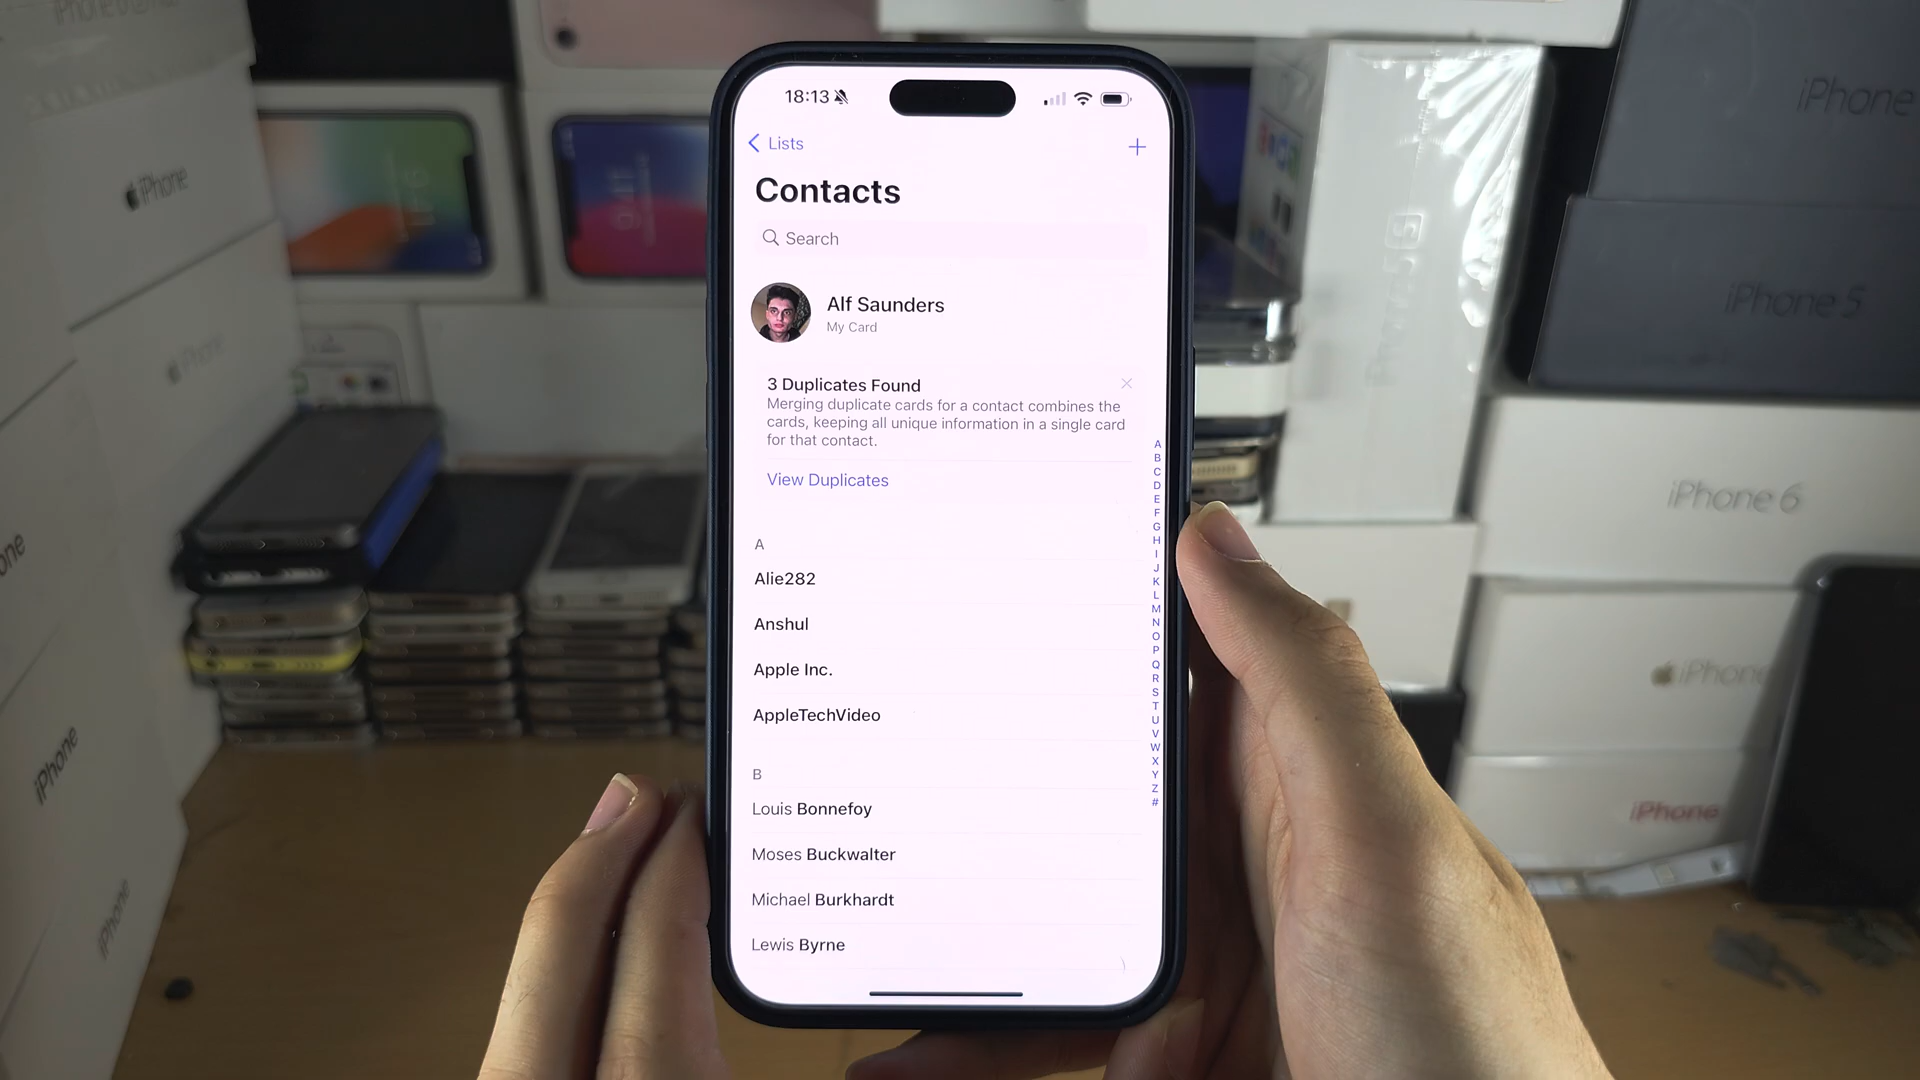 18:13
Lists
Contacts
Search
Alf Saunders
My Card
3 Duplicates Found
Merging duplicate cards for a contact combines the
cards, keeping all unique information in a single card
for that contact.
View Duplicates
A
Alie282
Anshul
Apple Inc.
AppleTechVideo
B
Louis Bonnefoy
Moses Buckwalter
Michael Burkhardt
Lewis Byrne
A
B
C
D
E
F
G
H
I
J
K
L
M
N
O
P
Q
R
S
T
U
V
W
X
Y
Z
#
iPhone
iPhone
iPhone
iPhone
iPhone
iPhone 5
iPhone 6
iPhone
iPhone